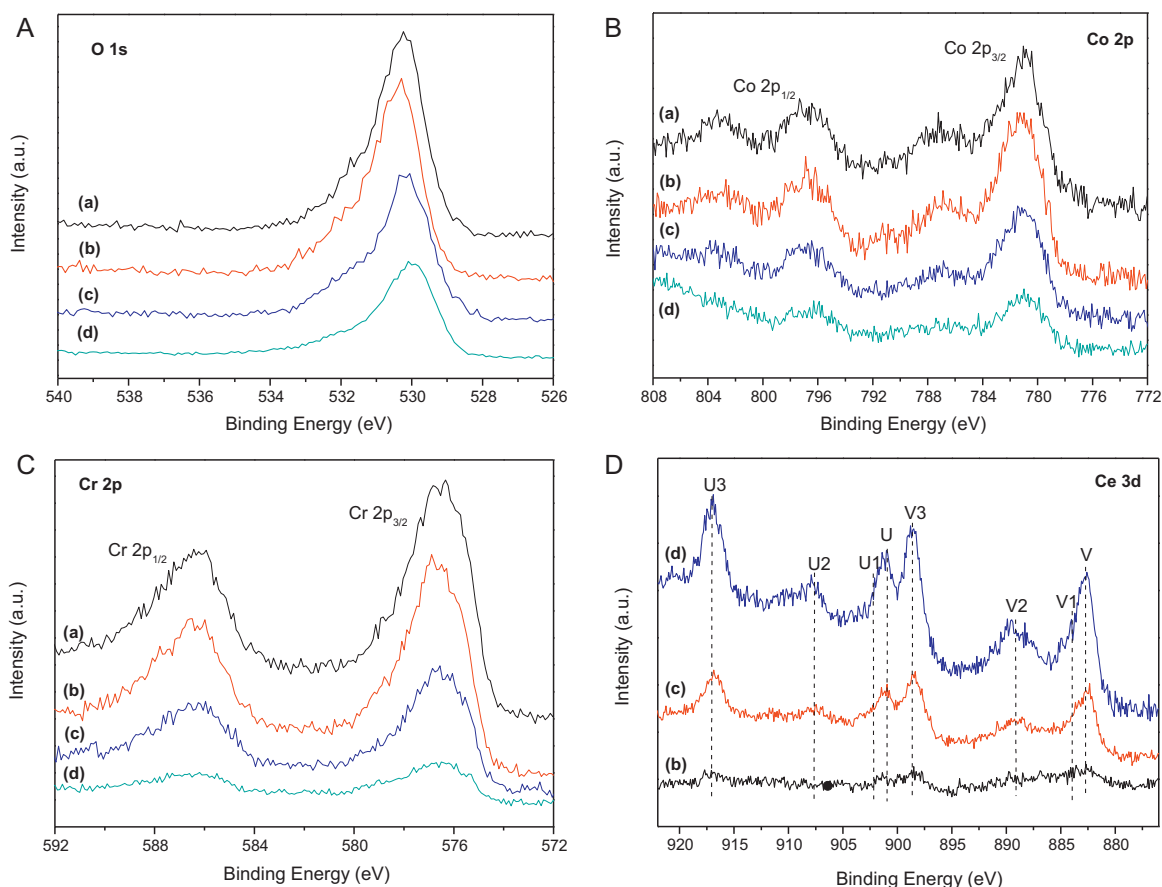 A
O 1s
Intensity (a.u.)
(a)
(b)
(c)
(d)
540 538 536 534 532 530 528 526
Binding Energy (eV)
B
Co 2p
Co 2p3/2
Co 2p1/2
Intensity (a.u.)
(a)
(b)
(c)
(d)
808 804 800 796 792 788 784 780 776 772
Binding Energy (eV)
C
Cr 2p
Cr 2p3/2
Cr 2p1/2
Intensity (a.u.)
(a)
(b)
(c)
(d)
592 588 584 580 576 572
Binding Energy (eV)
D
Ce 3d
U3 U2 U1 U V3 V2 V1 V
Intensity (a.u.)
(d)
(c)
(b)
920 915 910 905 900 895 890 885 880
Binding Energy (eV)